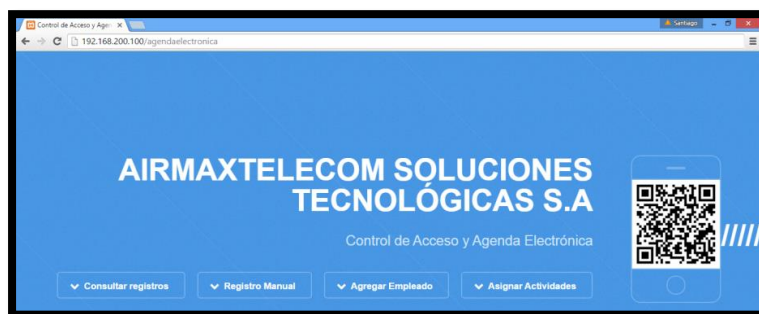 Control de Acceso y Agen
Santiago
192.168.200.100/agendaelectronica
AIRMAXTELECOM SOLUCIONES
TECNOLÓGICAS S.A
Control de Acceso y Agenda Electrónica
Consultar registros
Registro Manual
Agregar Empleado
Asignar Actividades